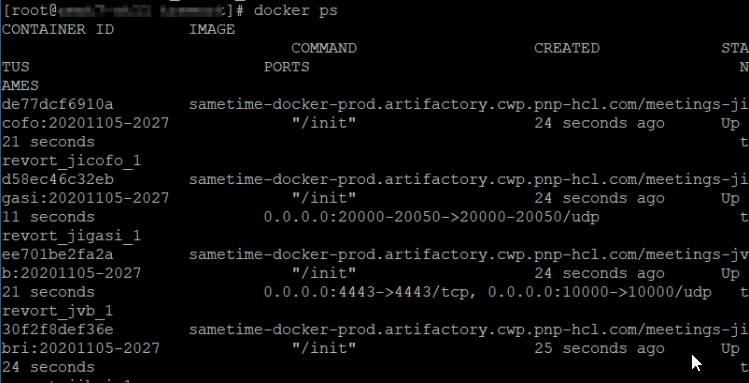 [root@ ]# docker ps
CONTAINER ID IMAGE
COMMAND CREATED STA
TUS PORTS N
AMES
de77dcf6910a sametime-docker-prod.artifactory.cwp.pnp-hcl.com/meetings-ji
cofo:20201105-2027 "/init" 24 seconds ago Up
21 seconds t
revort_jicofo_1
d58ec46c32eb sametime-docker-prod.artifactory.cwp.pnp-hcl.com/meetings-ji
gasi:20201105-2027 "/init" 24 seconds ago Up
11 seconds 0.0.0.0:20000-20050->20000-20050/udp t
revort_jigasi_1
ee701be2fa2a sametime-docker-prod.artifactory.cwp.pnp-hcl.com/meetings-jv
b:20201105-2027 "/init" 24 seconds ago Up
21 seconds 0.0.0.0:4443->4443/tcp, 0.0.0.0:10000->10000/udp t
revort_jvb_1
30f2f8def36e sametime-docker-prod.artifactory.cwp.pnp-hcl.com/meetings-ji
bri:20201105-2027 "/init" 25 seconds ago Up
24 seconds t